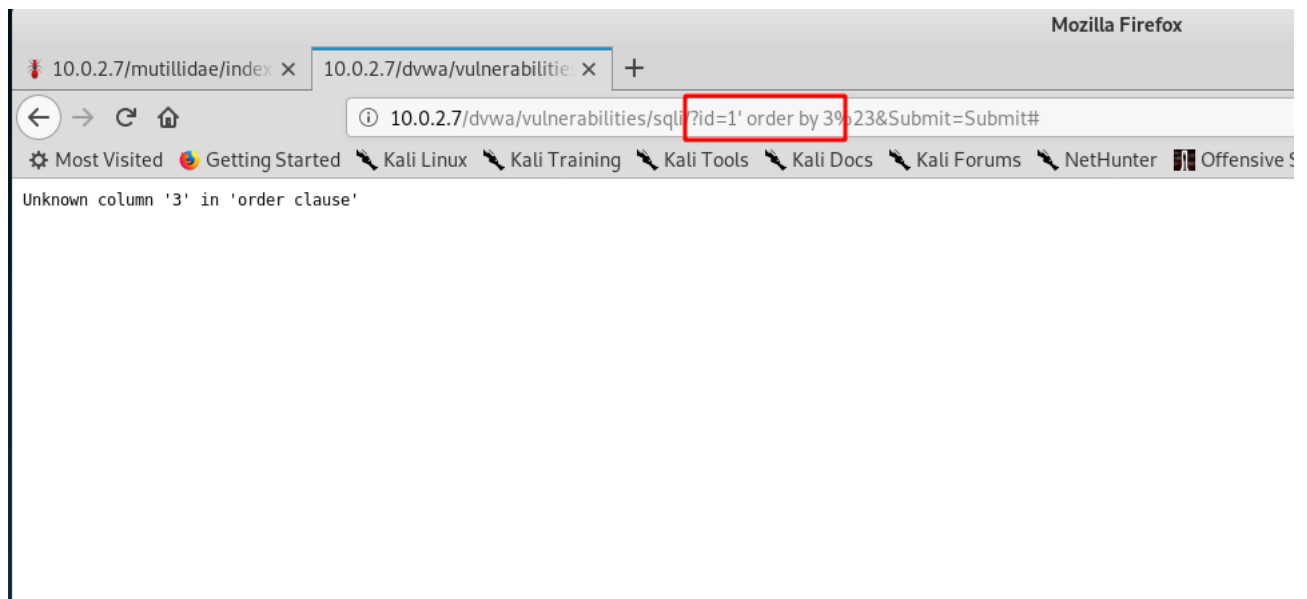 Mozilla Firefox
10.0.2.7/mutillidae/index
10.0.2.7/dvwa/vulnerabilities
10.0.2.7/dvwa/vulnerabilities/sqli/?id=1' order by 3%23&Submit=Submit#
Most Visited Getting Started Kali Linux Kali Training Kali Tools Kali Docs Kali Forums NetHunter Offensive S
Unknown column '3' in 'order clause'